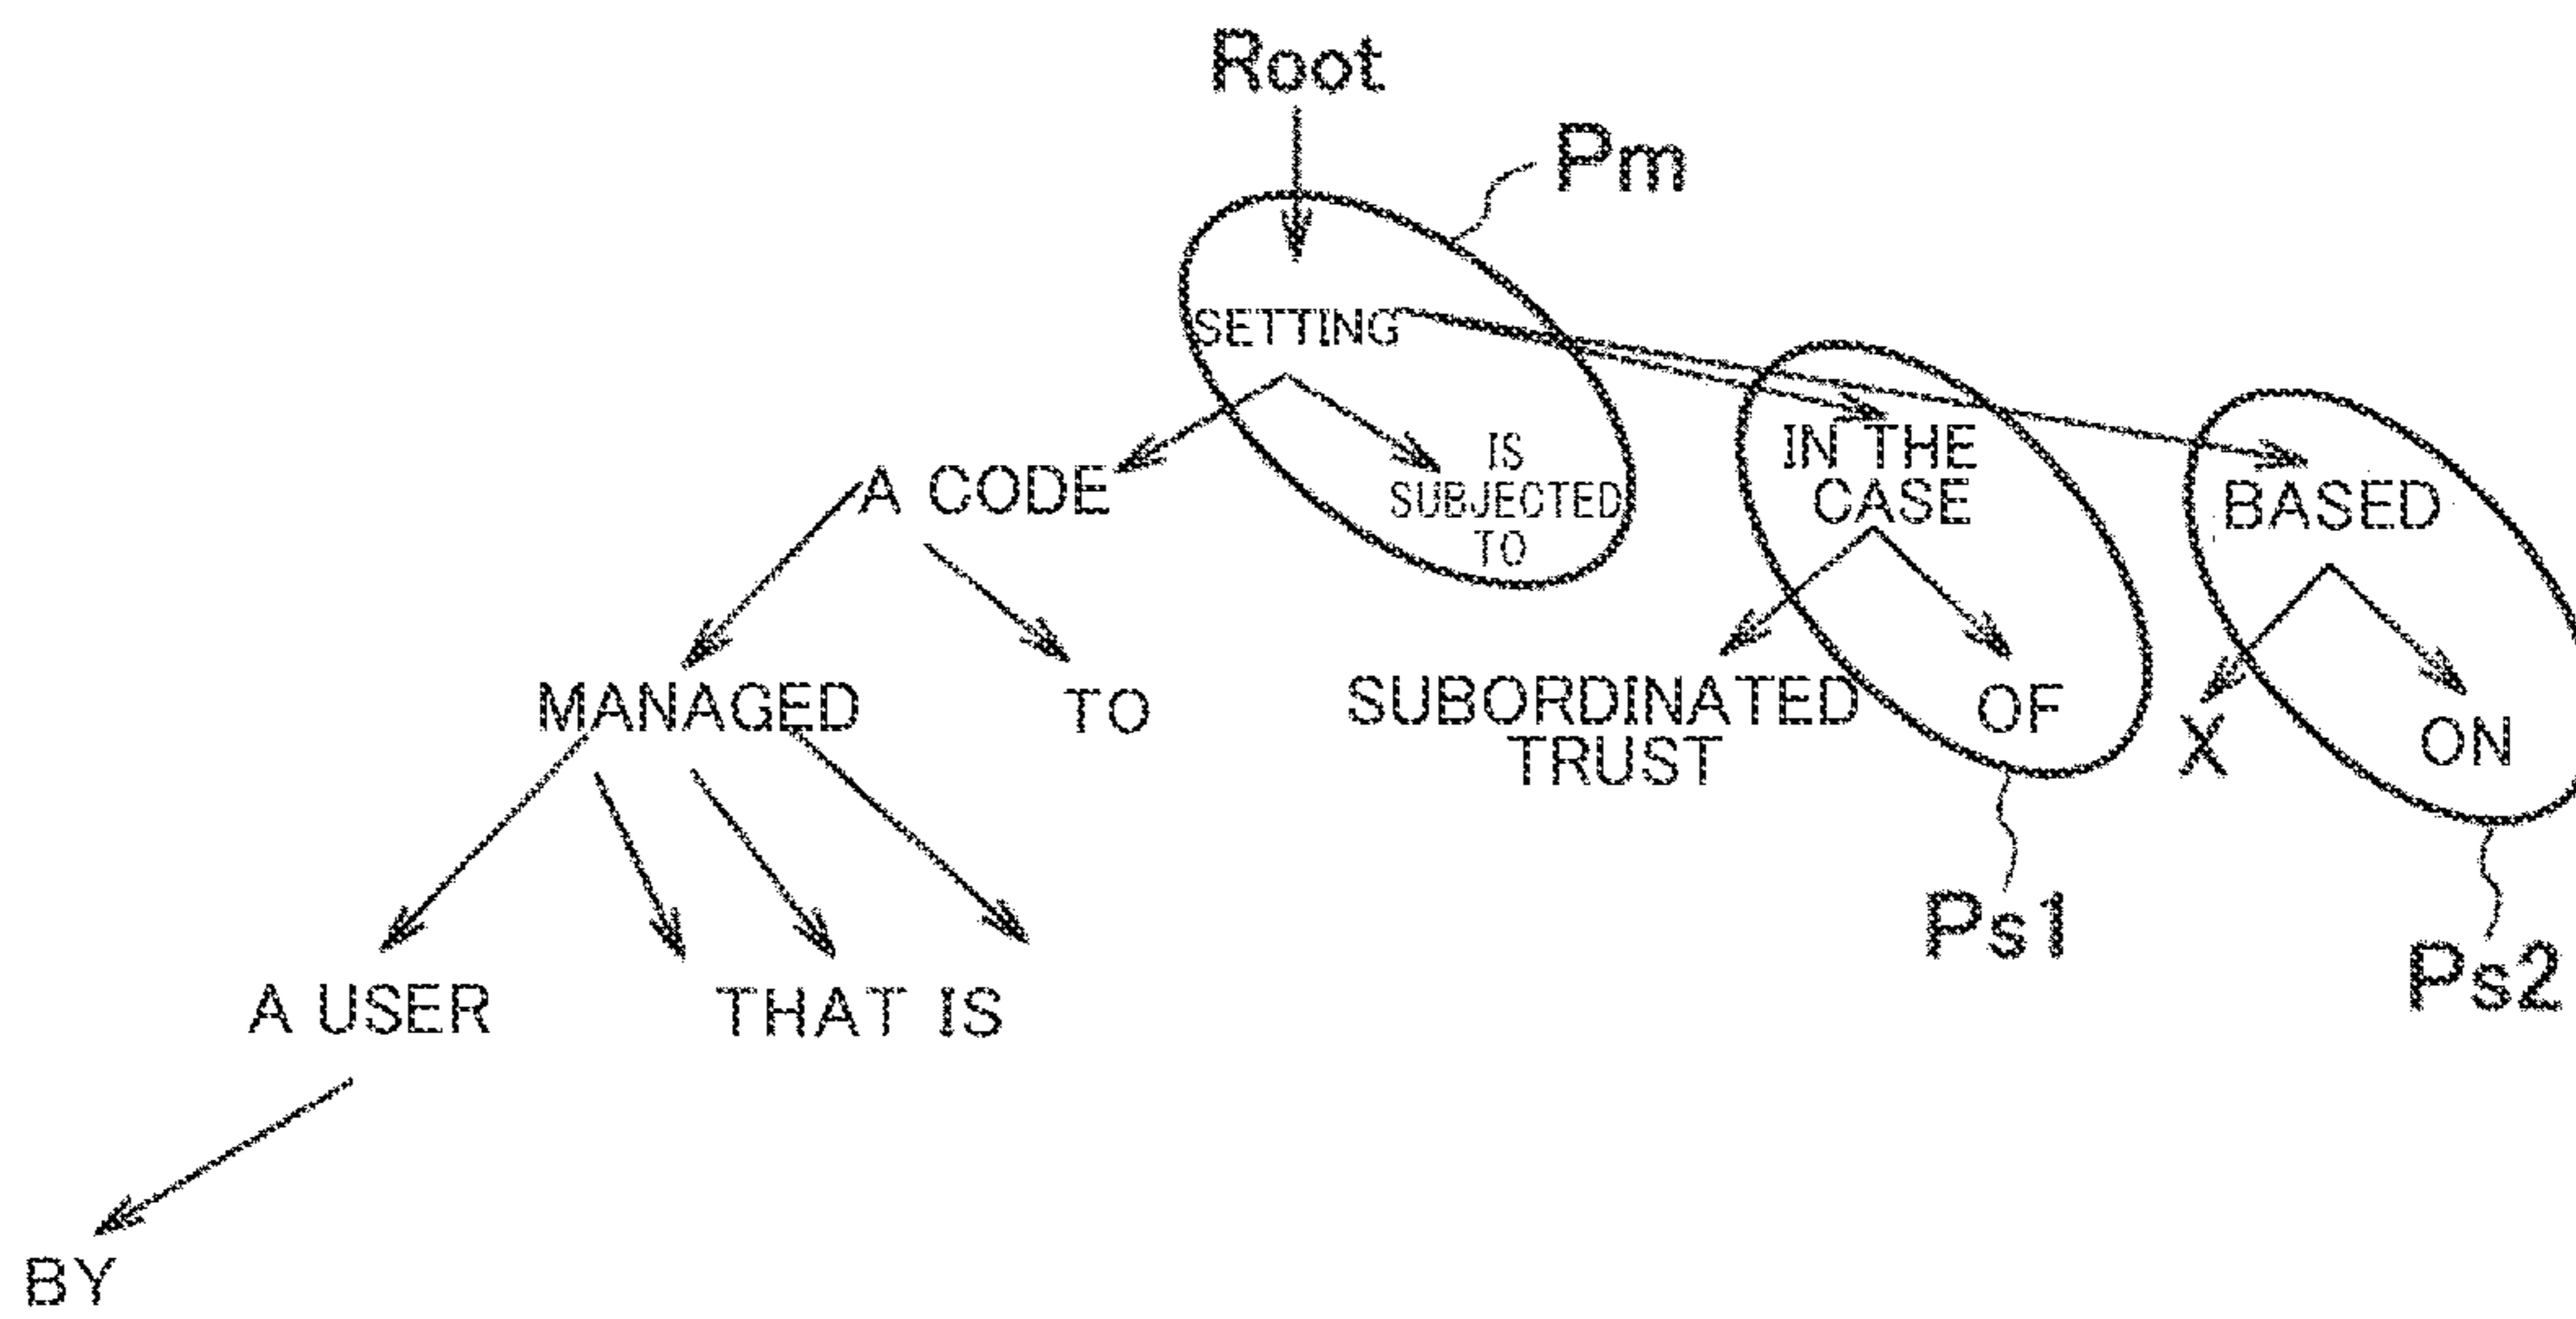 Root
Pm
SETTING
IS
SUBJECTED
TO
A CODE
IN THE
CASE
BASED
MANAGED
TO
SUBORDINATED
TRUST
OF
X
ON
Ps1
Ps2
A USER
THAT IS
BY